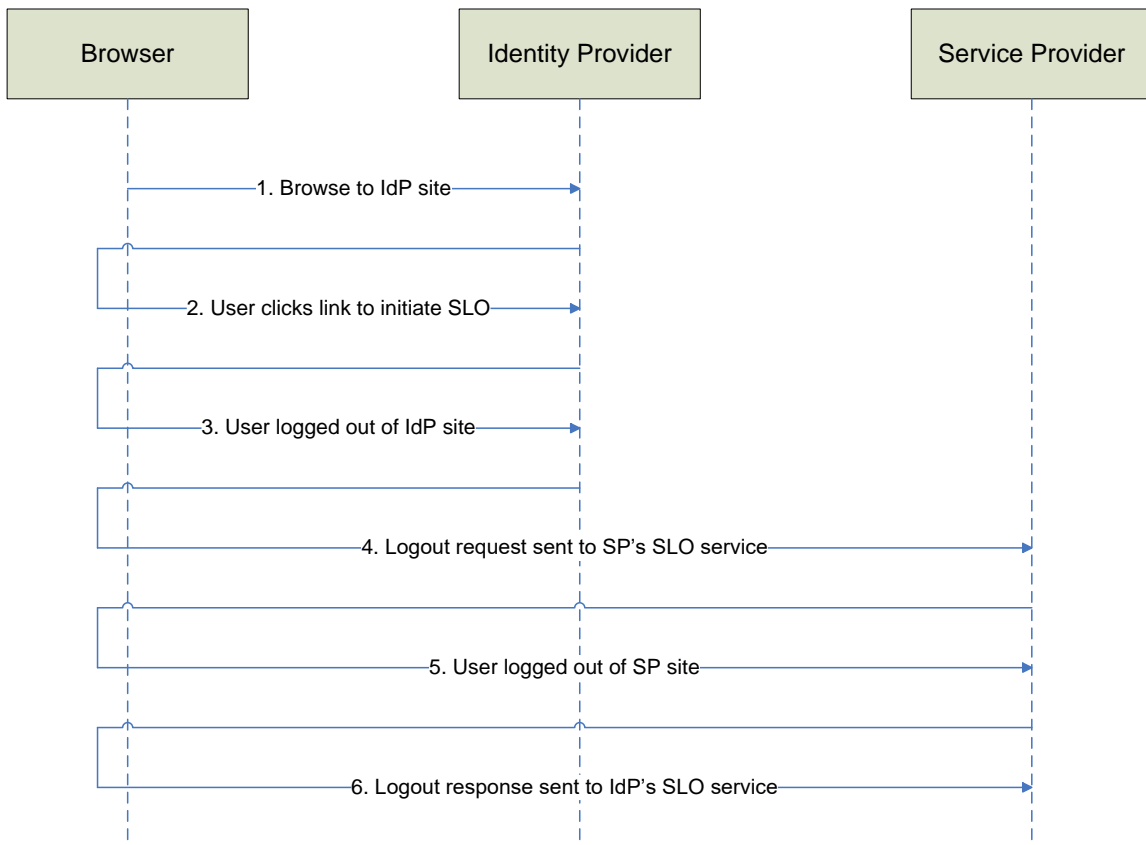 Browser
Identity Provider
Service Provider
1. Browse to IdP site
2. User clicks link to initiate SLO
3. User logged out of IdP site
4. Logout request sent to SP’s SLO service
5. User logged out of SP site
6. Logout response sent to IdP’s SLO service